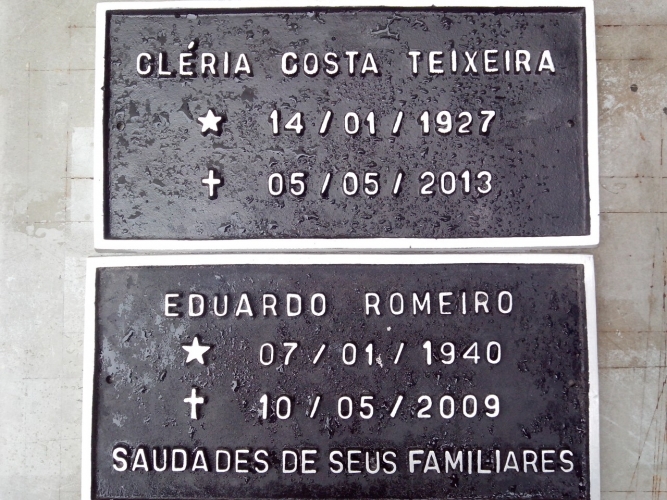 CLÉRIA COSTA TEIXEIRA
★ 14/01/1927
✝ 05/05/2013
EDUARDO ROMEIRO
★ 07/01/1940
✝ 10/05/2009
SAUDADES DE SEUS FAMILIARES